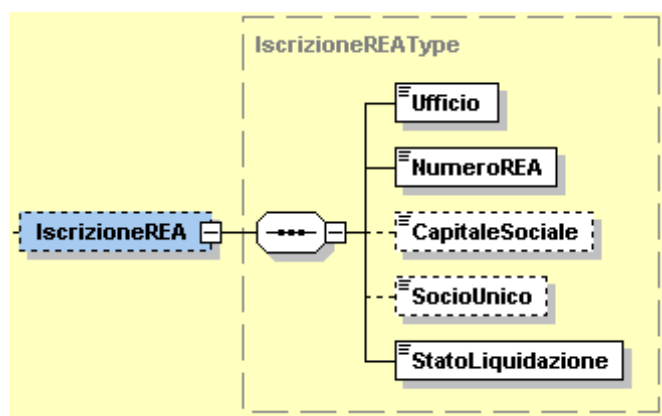 IscrizioneREAType
Ufficio
NumeroREA
IscrizioneREA
CapitaleSociale
SocioUnico
StatoLiquidazione